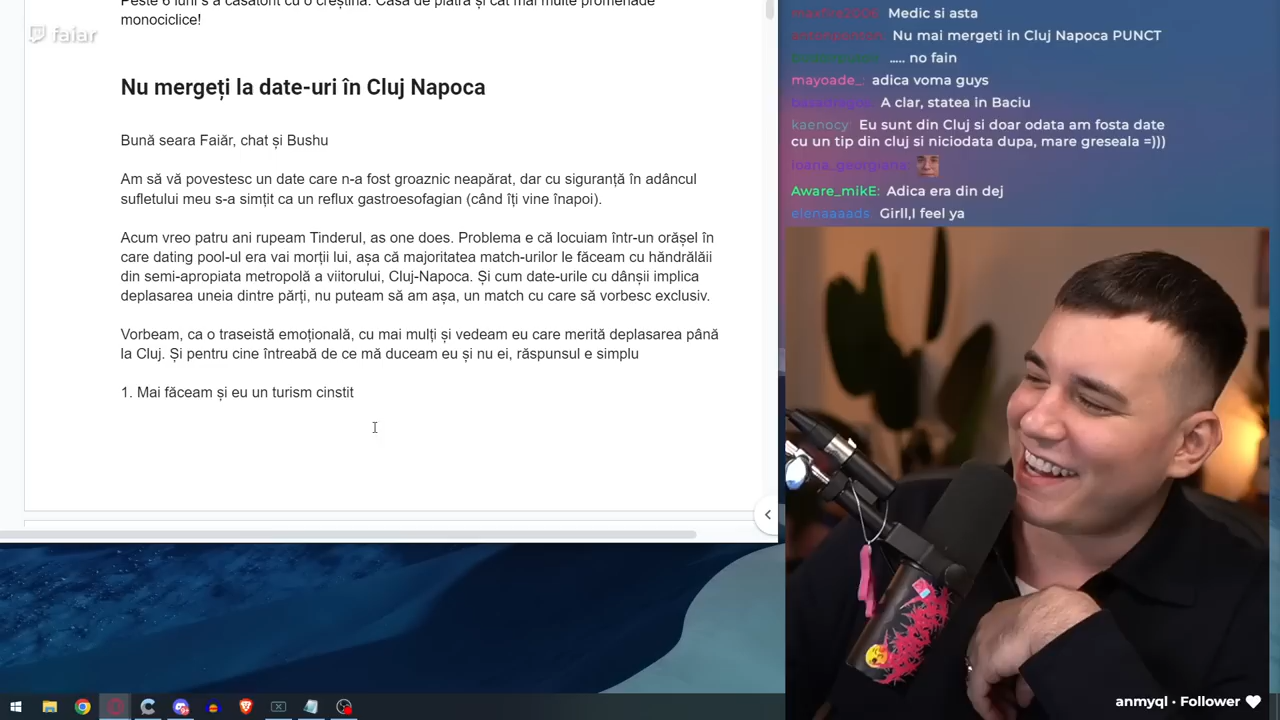 Peste 6 luni s-a căsătorit cu o creștină. Casă de piatră și cât mai multe promenade
monociclice!
faiar
Nu mergeți la date-uri în Cluj Napoca
Bună seara Faiăr, chat și Bushu
Am să vă povestesc un date care n-a fost groaznic neapărat, dar cu siguranță în adâncul
sufletului meu s-a simțit ca un reflux gastroesofagian (când îți vine înapoi).
Acum vreo patru ani rupeam Tinderul, as one does. Problema e că locuiam într-un orășel în
care dating pool-ul era vai morții lui, așa că majoritatea match-urilor le făceam cu hăndrălăii
din semi-apropiata metropolă a viitorului, Cluj-Napoca. Și cum date-urile cu dânșii implica
deplasarea uneia dintre părți, nu puteam să am așa, un match cu care să vorbesc exclusiv.
Vorbeam, ca o traseistă emoțională, cu mai mulți și vedeam eu care merită deplasarea până
la Cluj. Și pentru cine întreabă de ce mă duceam eu și nu ei, răspunsul e simplu
1. Mai făceam și eu un turism cinstit
Medic si asta
Nu mai mergeti in Cluj Napoca PUNCT
..... no fain
mayoade_: adica voma guys
A clar, statea in Baciu
kaenocy: Eu sunt din Cluj si doar odata am fosta date
cu un tip din cluj si niciodata dupa, mare greseala =)))
ioana_georgiana:
Aware_mikE: Adica era din dej
elenaaaads: Girll,I feel ya
anmyql · Follower